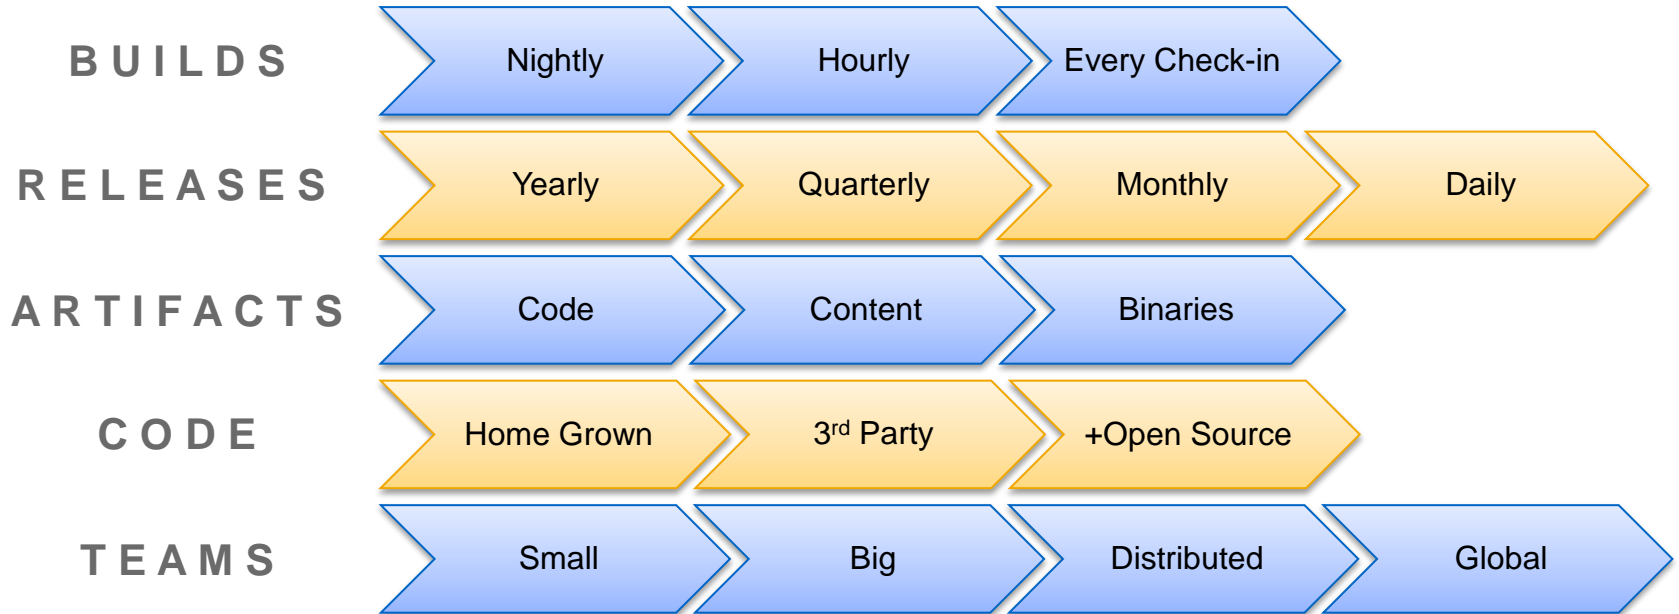 BUILDS Nightly Hourly Every Check-in
RELEASES Yearly Quarterly Monthly Daily
ARTIFACTS Code Content Binaries
CODE Home Grown 3rd Party +Open Source
TEAMS Small Big Distributed Global